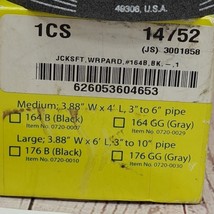 49306, U.S.A.
1CS 14752
(JS) 3001858
JCKSFT,WRPARD,#164B,BK, - ,1
626053604653
Medium; 3.88" W x 4' L, 3" to 6" pipe
164 B (Black) 164 GG (Gray)
Item No. 0720-0007 Item No. 0720-0029
Large; 3.88" W x 6' L, 3" to 10" pipe
176 B (Black) 176 GG (Gray)
Item No. 0720-0010 Item No. 0720-0030